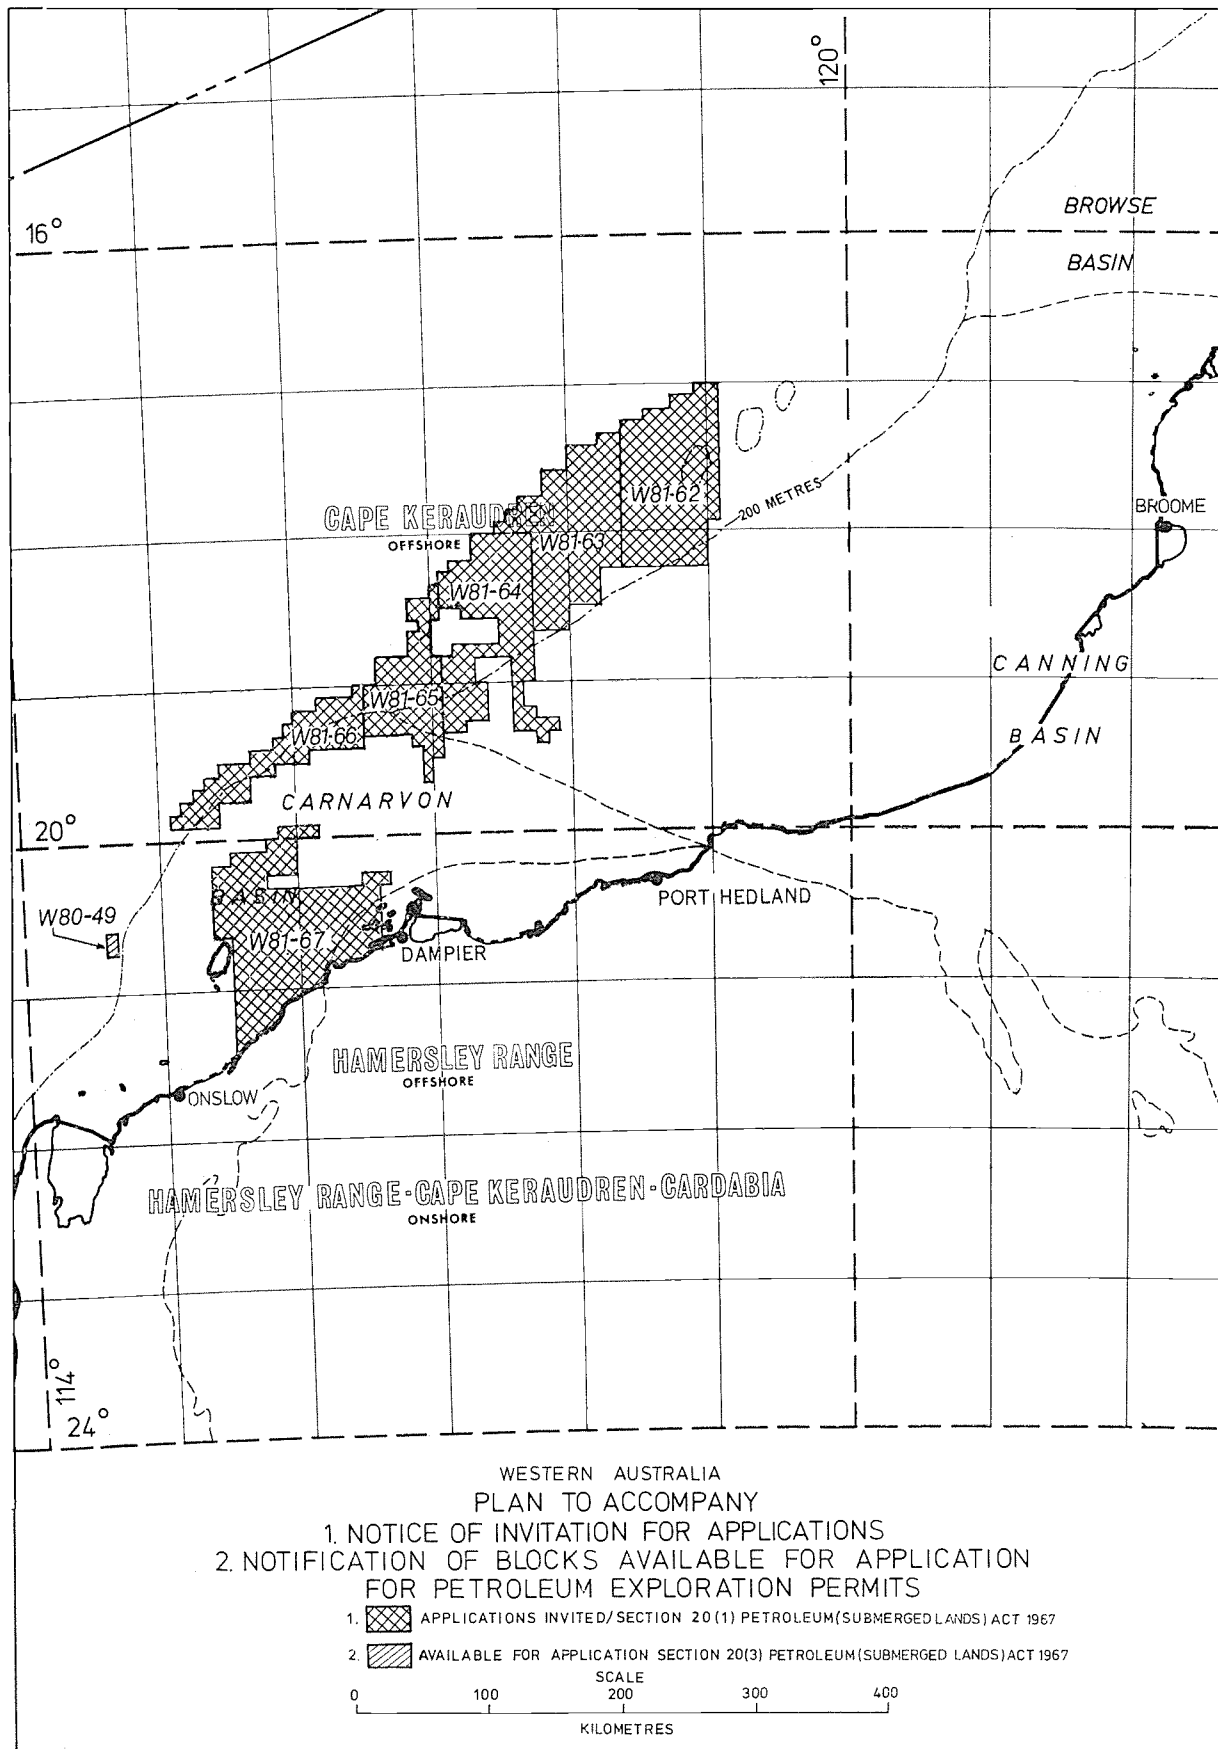 120°
16°
BROWSE
BASIN
W81-62
200 METRES
BROOME
CAPE KERAUDREN
OFFSHORE
W81-63
W81-64
CANNING
BASIN
W81-65
W81-66
CARNARVON
20°
BASIN
PORT HEDLAND
W80-49
W81-67
DAMPIER
HAMERSLEY RANGE
OFFSHORE
ONSLOW
HAMERSLEY RANGE-CAPE KERAUDREN-CARDABIA
ONSHORE
114°
24°
WESTERN AUSTRALIA
PLAN TO ACCOMPANY
1. NOTICE OF INVITATION FOR APPLICATIONS
2. NOTIFICATION OF BLOCKS AVAILABLE FOR APPLICATION
FOR PETROLEUM EXPLORATION PERMITS
1. APPLICATIONS INVITED/SECTION 20(1) PETROLEUM(SUBMERGED LANDS) ACT 1967
2. AVAILABLE FOR APPLICATION SECTION 20(3) PETROLEUM(SUBMERGED LANDS) ACT 1967
SCALE
0 100 200 300 400
KILOMETRES